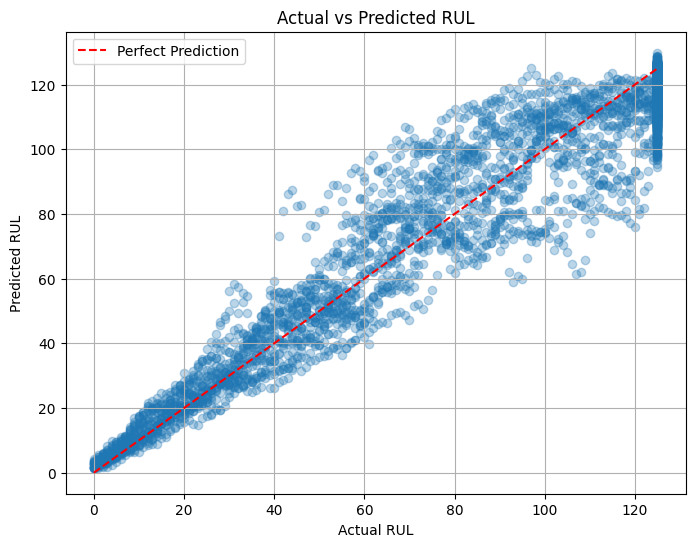 Actual vs Predicted RUL
Perfect Prediction
Predicted RUL
120
100
80
60
40
20
0
0 20 40 60 80 100 120
Actual RUL